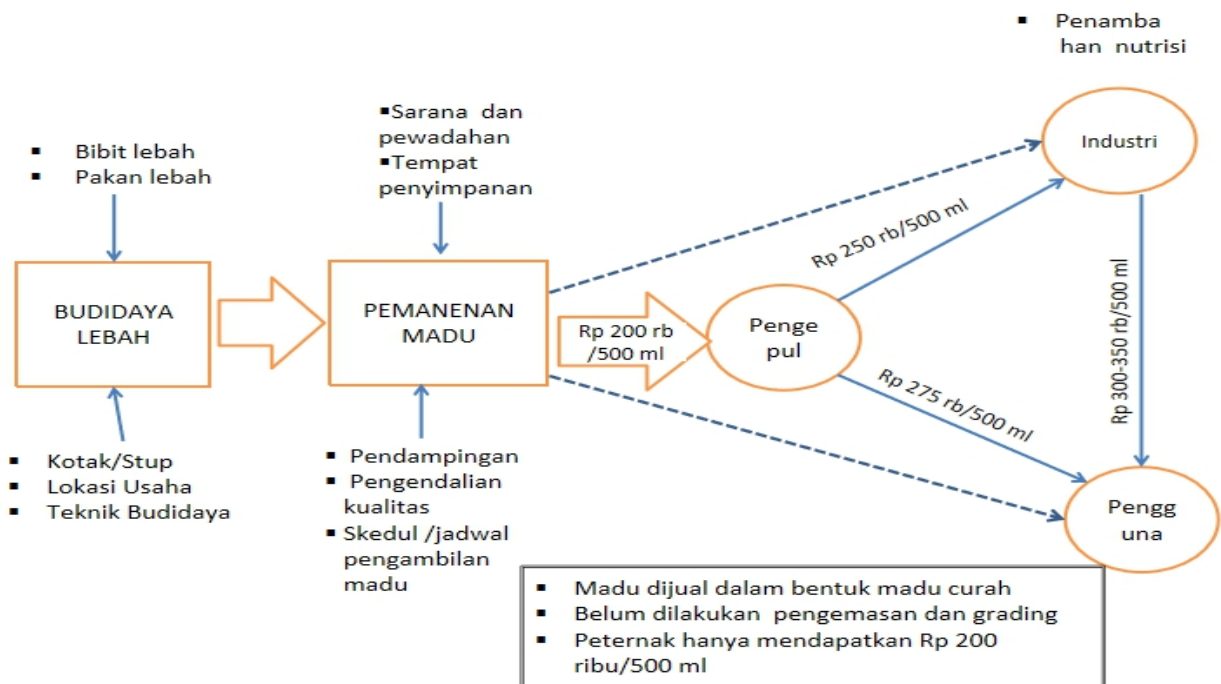 ▪ Penamba
han nutrisi
▪Sarana dan
pewadahan
▪Tempat
penyimpanan
▪ Bibit lebah
▪ Pakan lebah
Industri
BUDIDAYA
LEBAH
PEMANENAN
MADU
Rp 200 rb
/500 ml
Penge
pul
Rp 250 rb/500 ml
Rp 275 rb/500 ml
Rp 300-350 rb/500 ml
Pengg
una
▪ Kotak/Stup
▪ Lokasi Usaha
▪ Teknik Budidaya
▪ Pendampingan
▪ Pengendalian
kualitas
▪ Skedul /jadwal
pengambilan
madu
▪ Madu dijual dalam bentuk madu curah
▪ Belum dilakukan pengemasan dan grading
▪ Peternak hanya mendapatkan Rp 200
ribu/500 ml